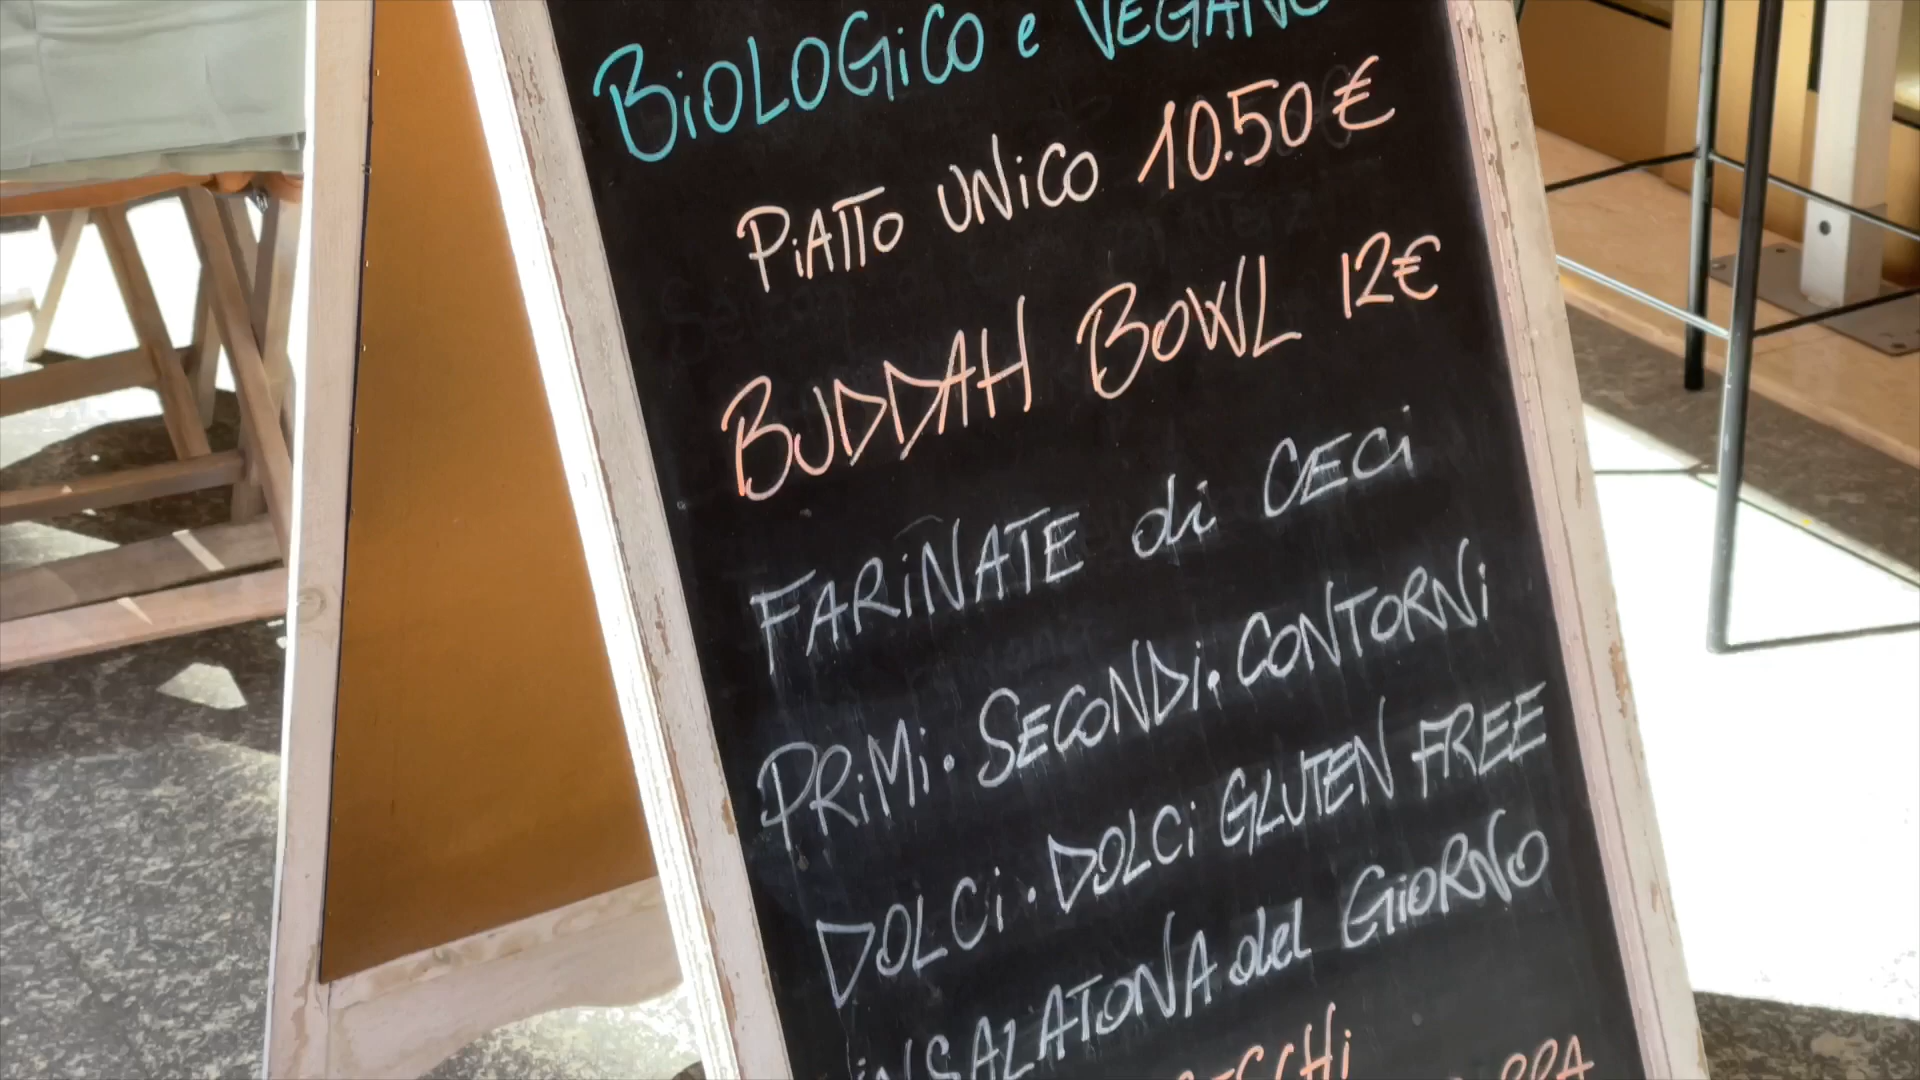 BiOLOGiCO e VEGANO
PiATTO UNiCO 10.50 €
BUDDAH BOWL 12€
FARiNATE di CECi
PRiMi · SECONDi · CONTORNi
DOLCi · DOLCi GLUTEN FREE
iNSALATONA del GiORNO